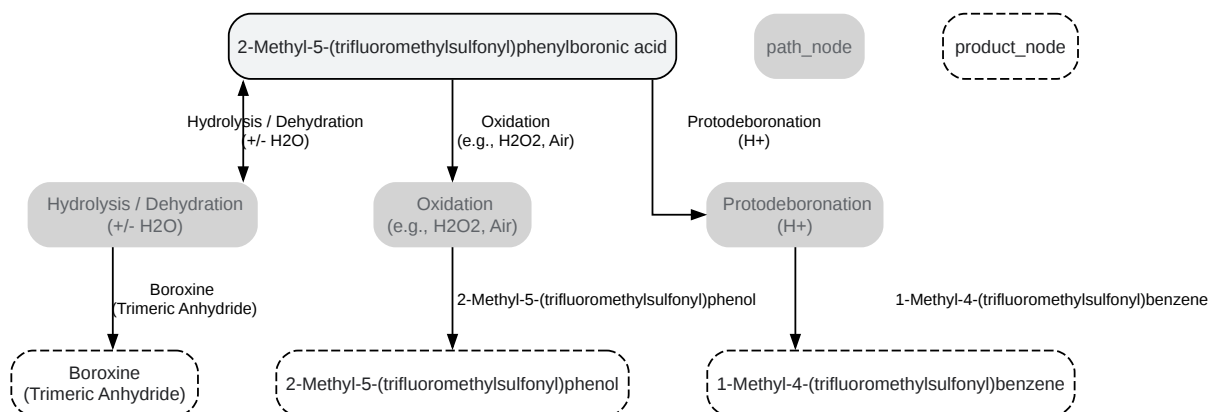 2-Methyl-5-(trifluoromethylsulfonyl)phenylboronic acid
path_node
product_node
Hydrolysis / Dehydration
(+/- H2O)
Oxidation
(e.g., H2O2, Air)
Protodeboronation
(H+)
Hydrolysis / Dehydration
(+/- H2O)
Oxidation
(e.g., H2O2, Air)
Protodeboronation
(H+)
Boroxine
(Trimeric Anhydride)
2-Methyl-5-(trifluoromethylsulfonyl)phenol
1-Methyl-4-(trifluoromethylsulfonyl)benzene
Boroxine
(Trimeric Anhydride)
2-Methyl-5-(trifluoromethylsulfonyl)phenol
1-Methyl-4-(trifluoromethylsulfonyl)benzene